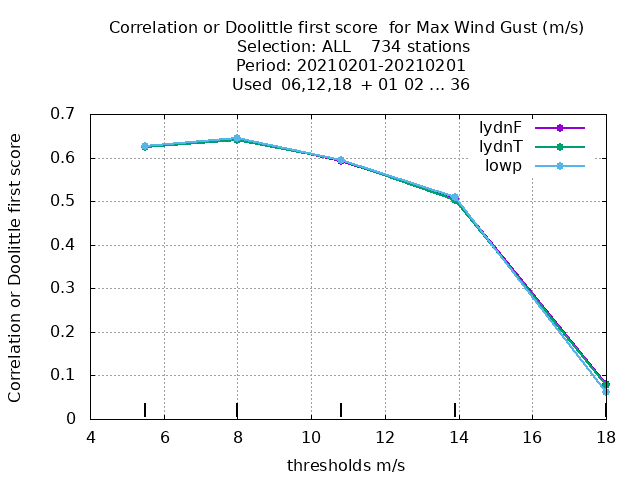 Correlation or Doolittle first score  for Max Wind Gust (m/s)
Selection: ALL    734 stations
Period: 20210201-20210201
Used  06,12,18  + 01 02 ... 36
Correlation or Doolittle first score
0.7
0.6
0.5
0.4
0.3
0.2
0.1
0
lydnF
lydnT
lowp
4 6 8 10 12 14 16 18
thresholds m/s